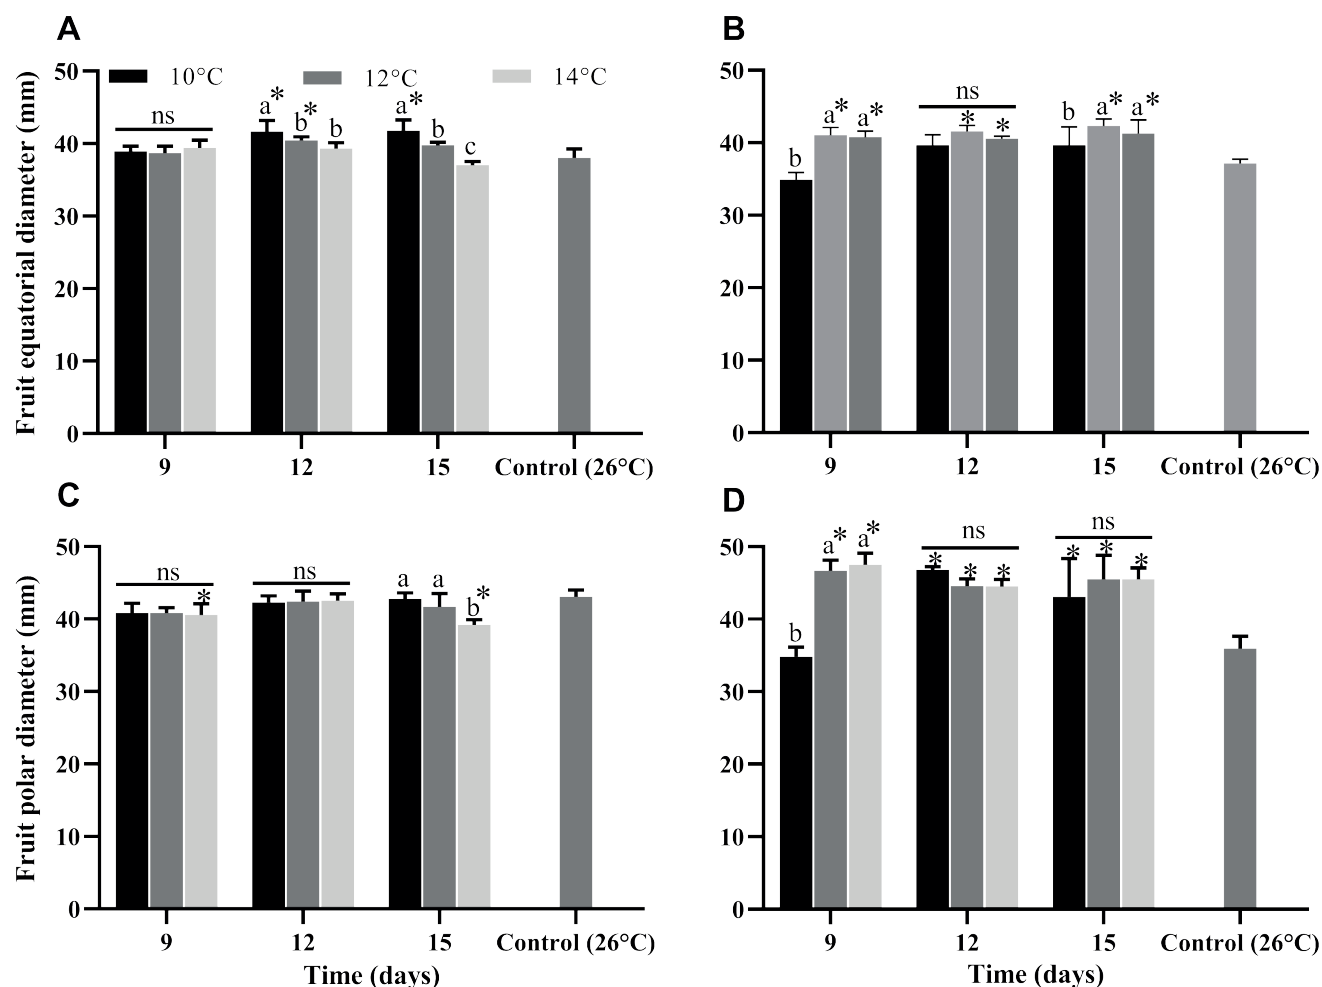 A
Fruit equatorial diameter (mm)
50
40
30
20
10
0
10°C
12°C
14°C
ns
a*
b*
b
a*
b
c
9
12
15
Control (26°C)
B
50
40
30
20
10
0
b
a*
a*
ns
*
*
b
a*
a*
9
12
15
Control (26°C)
C
Fruit polar diameter (mm)
50
40
30
20
10
0
ns
*
ns
a
a
b*
9
12
15
Control (26°C)
Time (days)
D
50
40
30
20
10
0
b
a*
a*
ns
*
*
*
ns
*
*
*
9
12
15
Control (26°C)
Time (days)